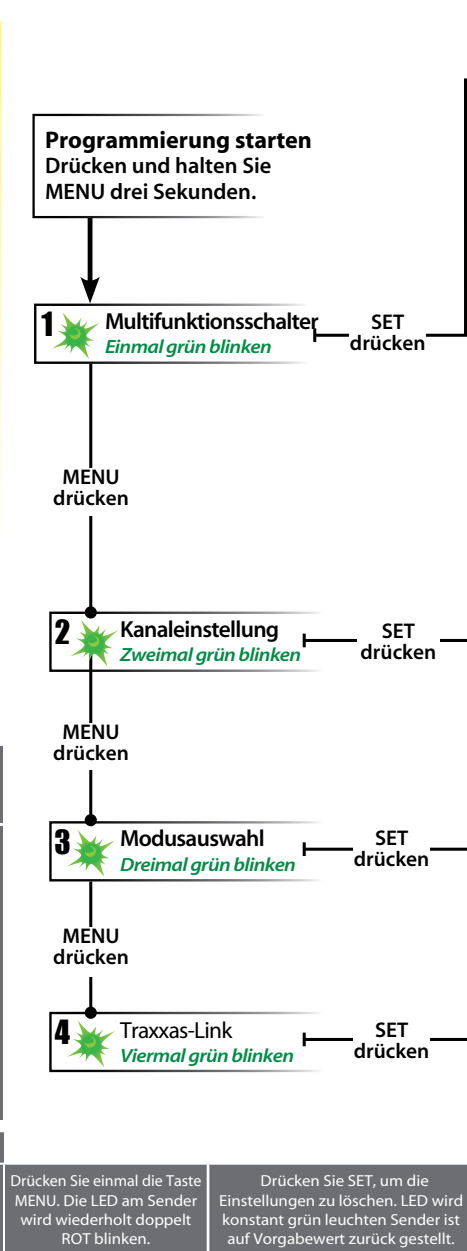 Programmierung starten
Drücken und halten Sie
MENU drei Sekunden.
1 Multifunktionsschalter
Einmal grün blinken
SET
drücken
MENU
drücken
2 Kanaleinstellung
Zweimal grün blinken
SET
drücken
MENU
drücken
3 Modusauswahl
Dreimal grün blinken
SET
drücken
MENU
drücken
4 Traxxas-Link
Viermal grün blinken
SET
drücken
Drücken Sie einmal die Taste
MENU. Die LED am Sender
wird wiederholt doppelt
ROT blinken.
Drücken Sie SET, um die
Einstellungen zu löschen. LED wird
konstant grün leuchten Sender ist
auf Vorgabewert zurück gestellt.